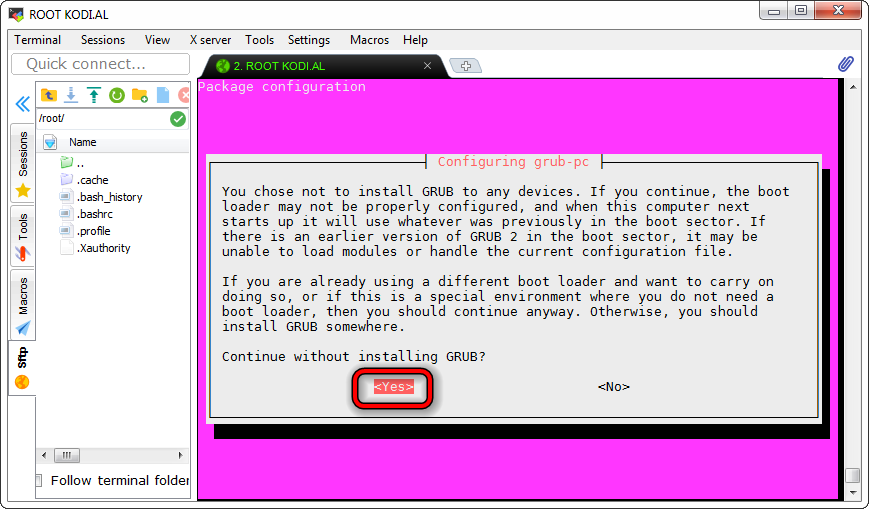 ROOT KODI.AL
Terminal Sessions View X server Tools Settings Macros Help
Quick connect...
2. ROOT KODI.AL
/root/
Name
..
.cache
.bash_history
.bashrc
.profile
.Xauthority
Follow terminal folder
Sessions
Tools
Macros
Sftp
Package configuration
Configuring grub-pc
You chose not to install GRUB to any devices. If you continue, the boot
loader may not be properly configured, and when this computer next
starts up it will use whatever was previously in the boot sector. If
there is an earlier version of GRUB 2 in the boot sector, it may be
unable to load modules or handle the current configuration file.
If you are already using a different boot loader and want to carry on
doing so, or if this is a special environment where you do not need a
boot loader, then you should continue anyway. Otherwise, you should
install GRUB somewhere.
Continue without installing GRUB?
<Yes> <No>